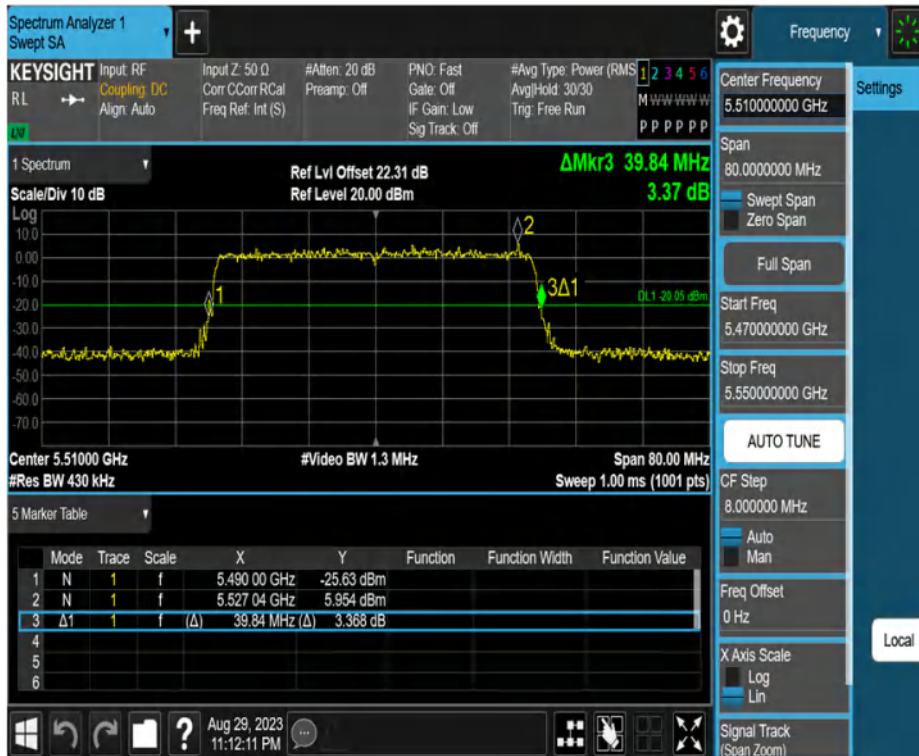 Spectrum Analyzer 1
Swept SA
+
Frequency
KEYSIGHT Input: RF Input Z: 50 Ω #Atten: 20 dB PNO: Fast #Avg Type: Power (RMS 1 2 3 4 5 6
RL Coupling: DC Corr CCorr RCal Preamp: Off Gate: Off Avg|Hold: 30/30
Align: Auto Freq Ref: Int (S) IF Gain: Low Trig: Free Run M W W W W W
Sig Track: Off P P P P P P
1 Spectrum
Ref Lvl Offset 22.31 dB ΔMkr3 39.84 MHz
Scale/Div 10 dB Ref Level 20.00 dBm 3.37 dB
Log
10.0
0.00
-10.0
-20.0
-30.0
-40.0
-50.0
-60.0
-70.0
1
2
3Δ1
DL1 -20.05 dBm
Center 5.51000 GHz #Video BW 1.3 MHz Span 80.00 MHz
#Res BW 430 kHz Sweep 1.00 ms (1001 pts)
5 Marker Table
Mode Trace Scale X Y Function Function Width Function Value
1 N 1 f 5.490 00 GHz -25.63 dBm
2 N 1 f 5.527 04 GHz 5.954 dBm
3 Δ1 1 f (Δ) 39.84 MHz (Δ) 3.368 dB
4
5
6
?
Aug 29, 2023
11:12:11 PM
Center Frequency
5.510000000 GHz
Span
80.0000000 MHz
Swept Span
Zero Span
Full Span
Start Freq
5.470000000 GHz
Stop Freq
5.550000000 GHz
AUTO TUNE
CF Step
8.000000 MHz
Auto
Man
Freq Offset
0 Hz
X Axis Scale
Log
Lin
Signal Track
(Span Zoom)
Settings
Local